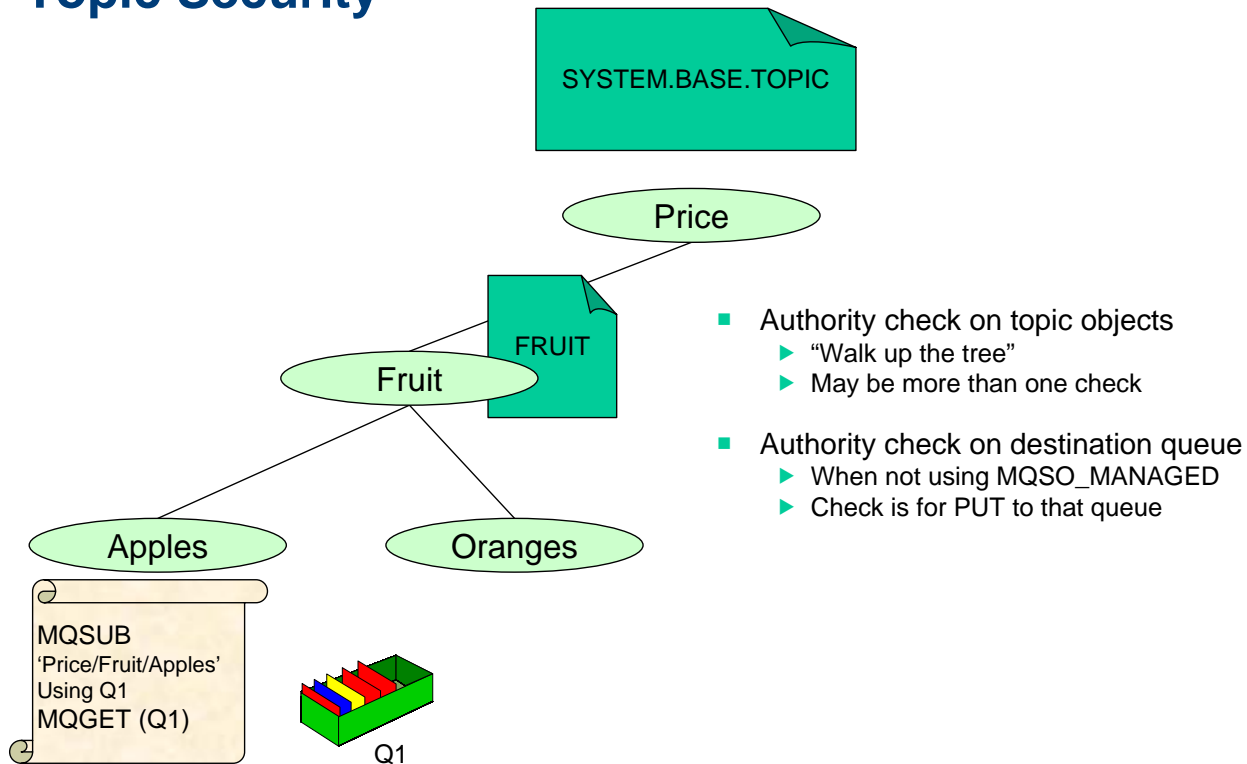 Topic Security
SYSTEM.BASE.TOPIC
Price
FRUIT
Fruit
Apples
Oranges
MQSUB
‘Price/Fruit/Apples’
Using Q1
MQGET (Q1)
Q1
Authority check on topic objects
“Walk up the tree”
May be more than one check
Authority check on destination queue
When not using MQSO_MANAGED
Check is for PUT to that queue